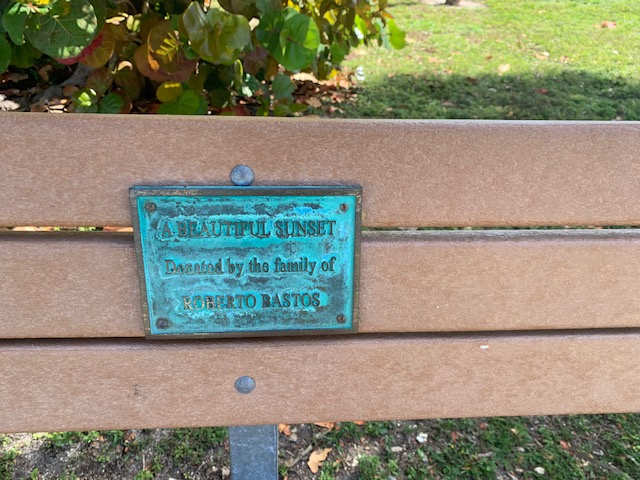 A BEAUTIFUL SUNSET
Donated by the family of
ROBERTO BASTOS